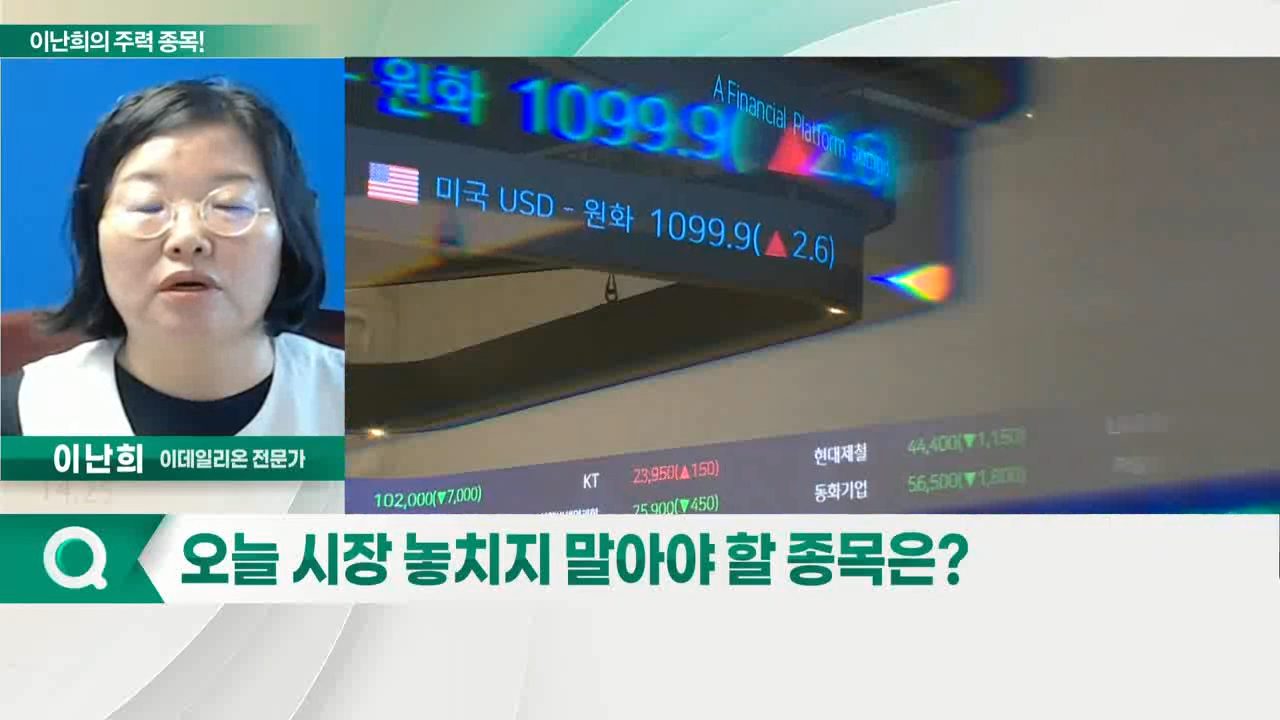 이난희의 주력 종목!
A Financial Platform around
원화 1099.9(▲2.6)
미국 USD - 원화 1099.9(▲2.6)
현대제철 44,400(▼1,150)
KT 23,950(▲150)
동화기업 56,500(▼1,800)
102,000(▼7,000)
25,900(▼450)
이난희 이데일리온 전문가
오늘 시장 놓치지 말아야 할 종목은?